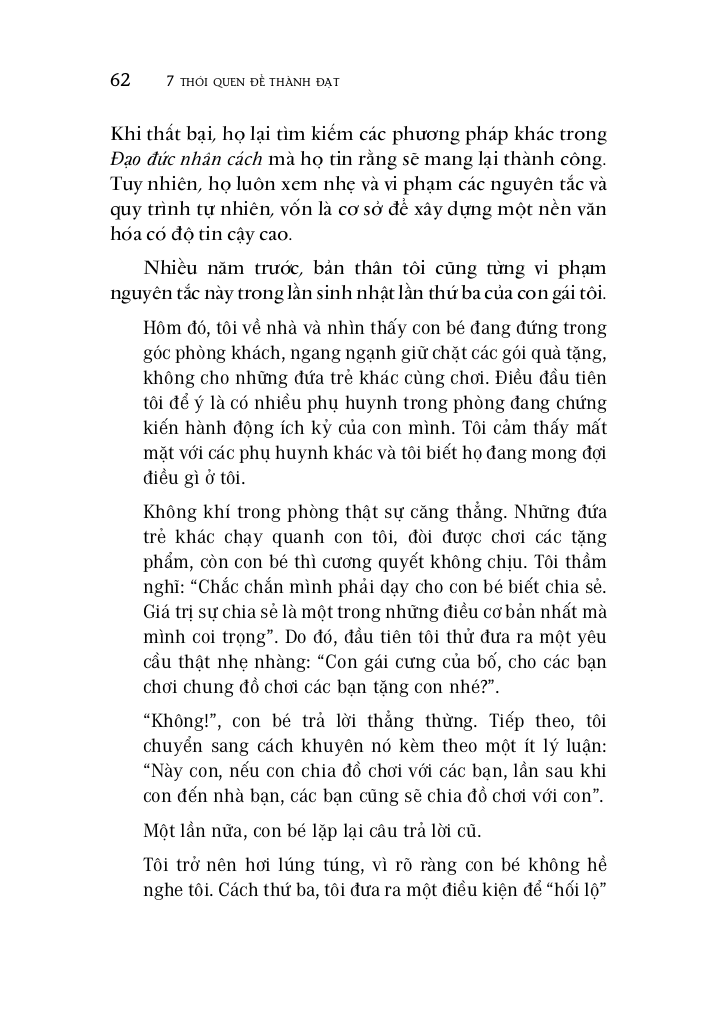 62 7 THÓI QUEN ĐỂ THÀNH ĐẠT
Khi thất bại, họ lại tìm kiếm các phương pháp khác trong
Đạo đức nhân cách mà họ tin rằng sẽ mang lại thành công.
Tuy nhiên, họ luôn xem nhẹ và vi phạm các nguyên tắc và
quy trình tự nhiên, vốn là cơ sở để xây dựng một nền văn
hóa có độ tin cậy cao.
Nhiều năm trước, bản thân tôi cũng từng vi phạm
nguyên tắc này trong lần sinh nhật lần thứ ba của con gái tôi.
Hôm đó, tôi về nhà và nhìn thấy con bé đang đứng trong
góc phòng khách, ngang ngạnh giữ chặt các gói quà tặng,
không cho những đứa trẻ khác cùng chơi. Điều đầu tiên
tôi để ý là có nhiều phụ huynh trong phòng đang chứng
kiến hành động ích kỷ của con mình. Tôi cảm thấy mất
mặt với các phụ huynh khác và tôi biết họ đang mong đợi
điều gì ở tôi.
Không khí trong phòng thật sự căng thẳng. Những đứa
trẻ khác chạy quanh con tôi, đòi được chơi các tặng
phẩm, còn con bé thì cương quyết không chịu. Tôi thầm
nghĩ: “Chắc chắn mình phải dạy cho con bé biết chia sẻ.
Giá trị sự chia sẻ là một trong những điều cơ bản nhất mà
mình coi trọng”. Do đó, đầu tiên tôi thử đưa ra một yêu
cầu thật nhẹ nhàng: “Con gái cưng của bố, cho các bạn
chơi chung đồ chơi các bạn tặng con nhé?”.
“Không!”, con bé trả lời thẳng thừng. Tiếp theo, tôi
chuyển sang cách khuyên nó kèm theo một ít lý luận:
“Này con, nếu con chia đồ chơi với các bạn, lần sau khi
con đến nhà bạn, các bạn cũng sẽ chia đồ chơi với con”.
Một lần nữa, con bé lặp lại câu trả lời cũ.
Tôi trở nên hơi lúng túng, vì rõ ràng con bé không hề
nghe tôi. Cách thứ ba, tôi đưa ra một điều kiện để “hối lộ”